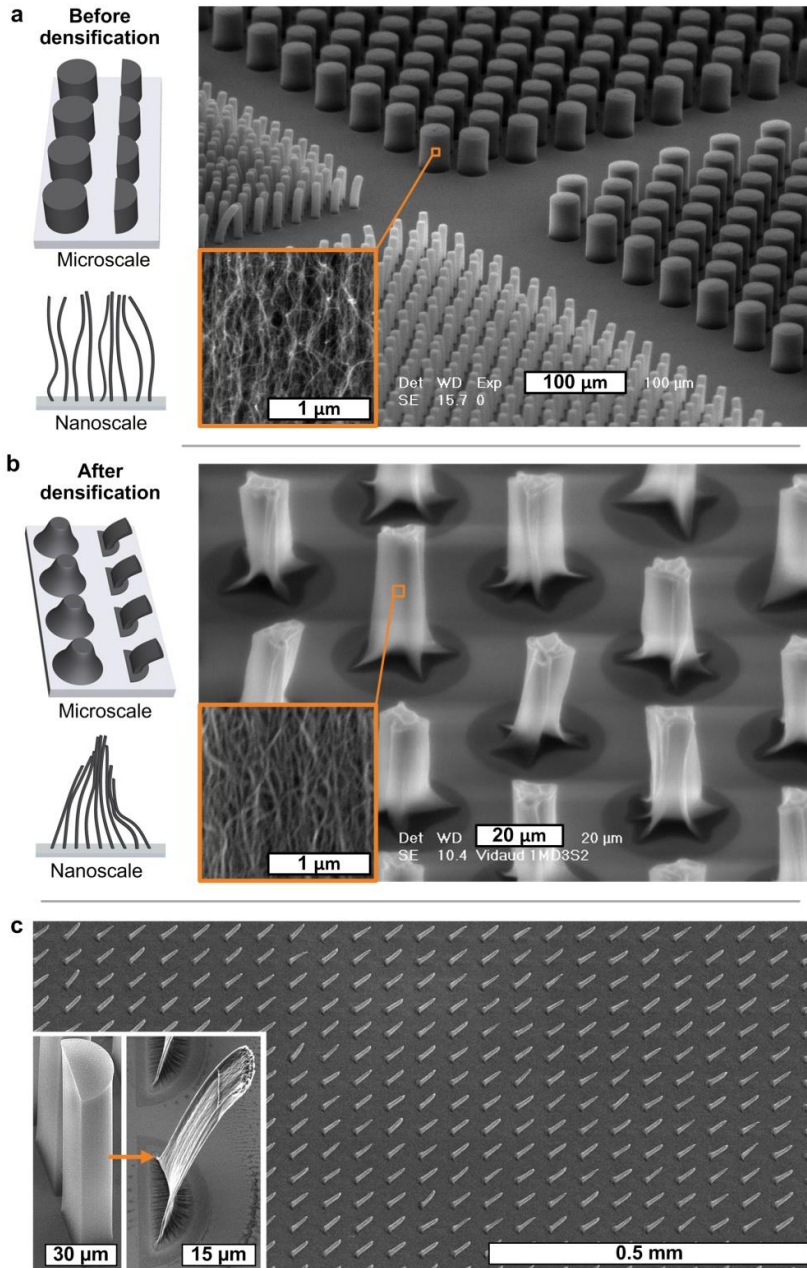 a
Before
densification
Microscale
Nanoscale
1 µm
Det WD Exp
SE 15.7 0
100 µm
100 µm
b
After
densification
Microscale
Nanoscale
1 µm
Det WD
SE 10.4 Vidaud 1MD3S2
20 µm
20 µm
c
30 µm
15 µm
0.5 mm